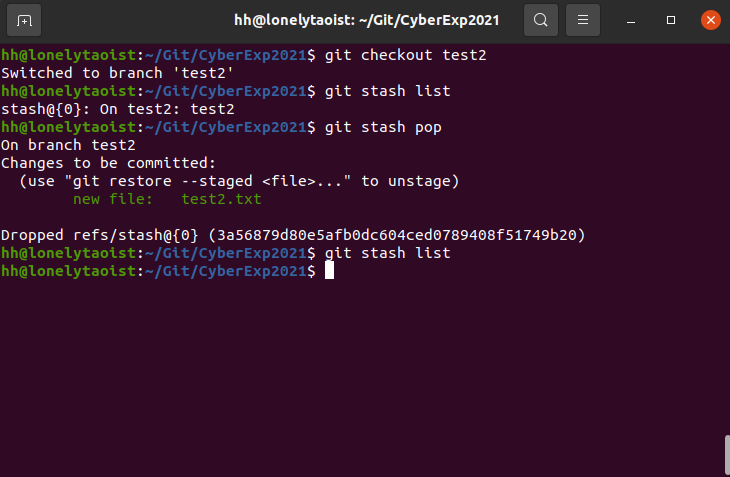 hh@lonelytaoist: ~/Git/CyberExp2021
hh@lonelytaoist:~/Git/CyberExp2021$ git checkout test2
Switched to branch 'test2'
hh@lonelytaoist:~/Git/CyberExp2021$ git stash list
stash@{0}: On test2: test2
hh@lonelytaoist:~/Git/CyberExp2021$ git stash pop
On branch test2
Changes to be committed:
  (use "git restore --staged <file>..." to unstage)
        new file:   test2.txt
Dropped refs/stash@{0} (3a56879d80e5afb0dc604ced0789408f51749b20)
hh@lonelytaoist:~/Git/CyberExp2021$ git stash list
hh@lonelytaoist:~/Git/CyberExp2021$